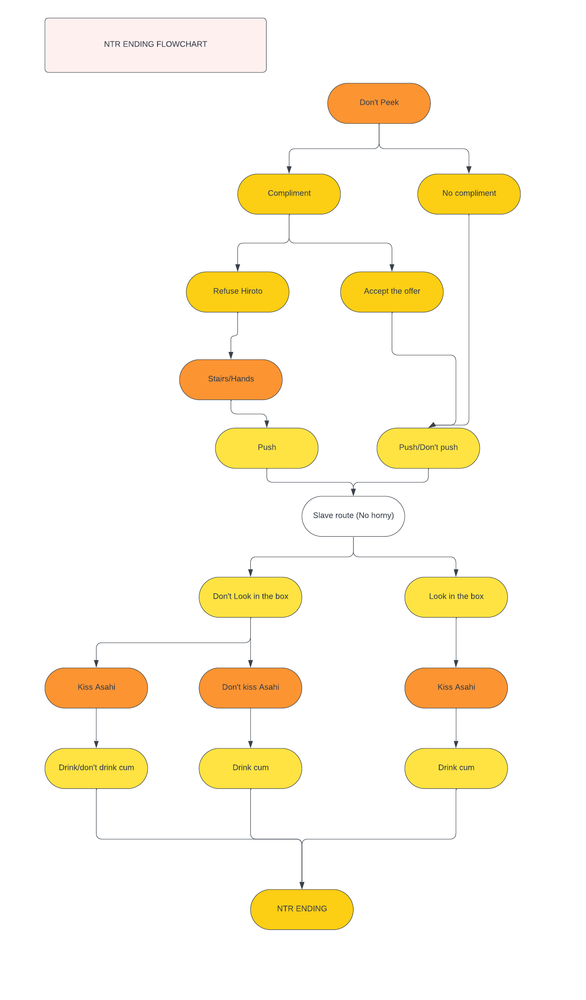 NTR ENDING FLOWCHART
Don't Peek
Compliment
No compliment
Refuse Hiroto
Accept the offer
Stairs/Hands
Push
Push/Don't push
Slave route (No horny)
Don't Look in the box
Look in the box
Kiss Asahi
Don't kiss Asahi
Kiss Asahi
Drink/don't drink cum
Drink cum
Drink cum
NTR ENDING